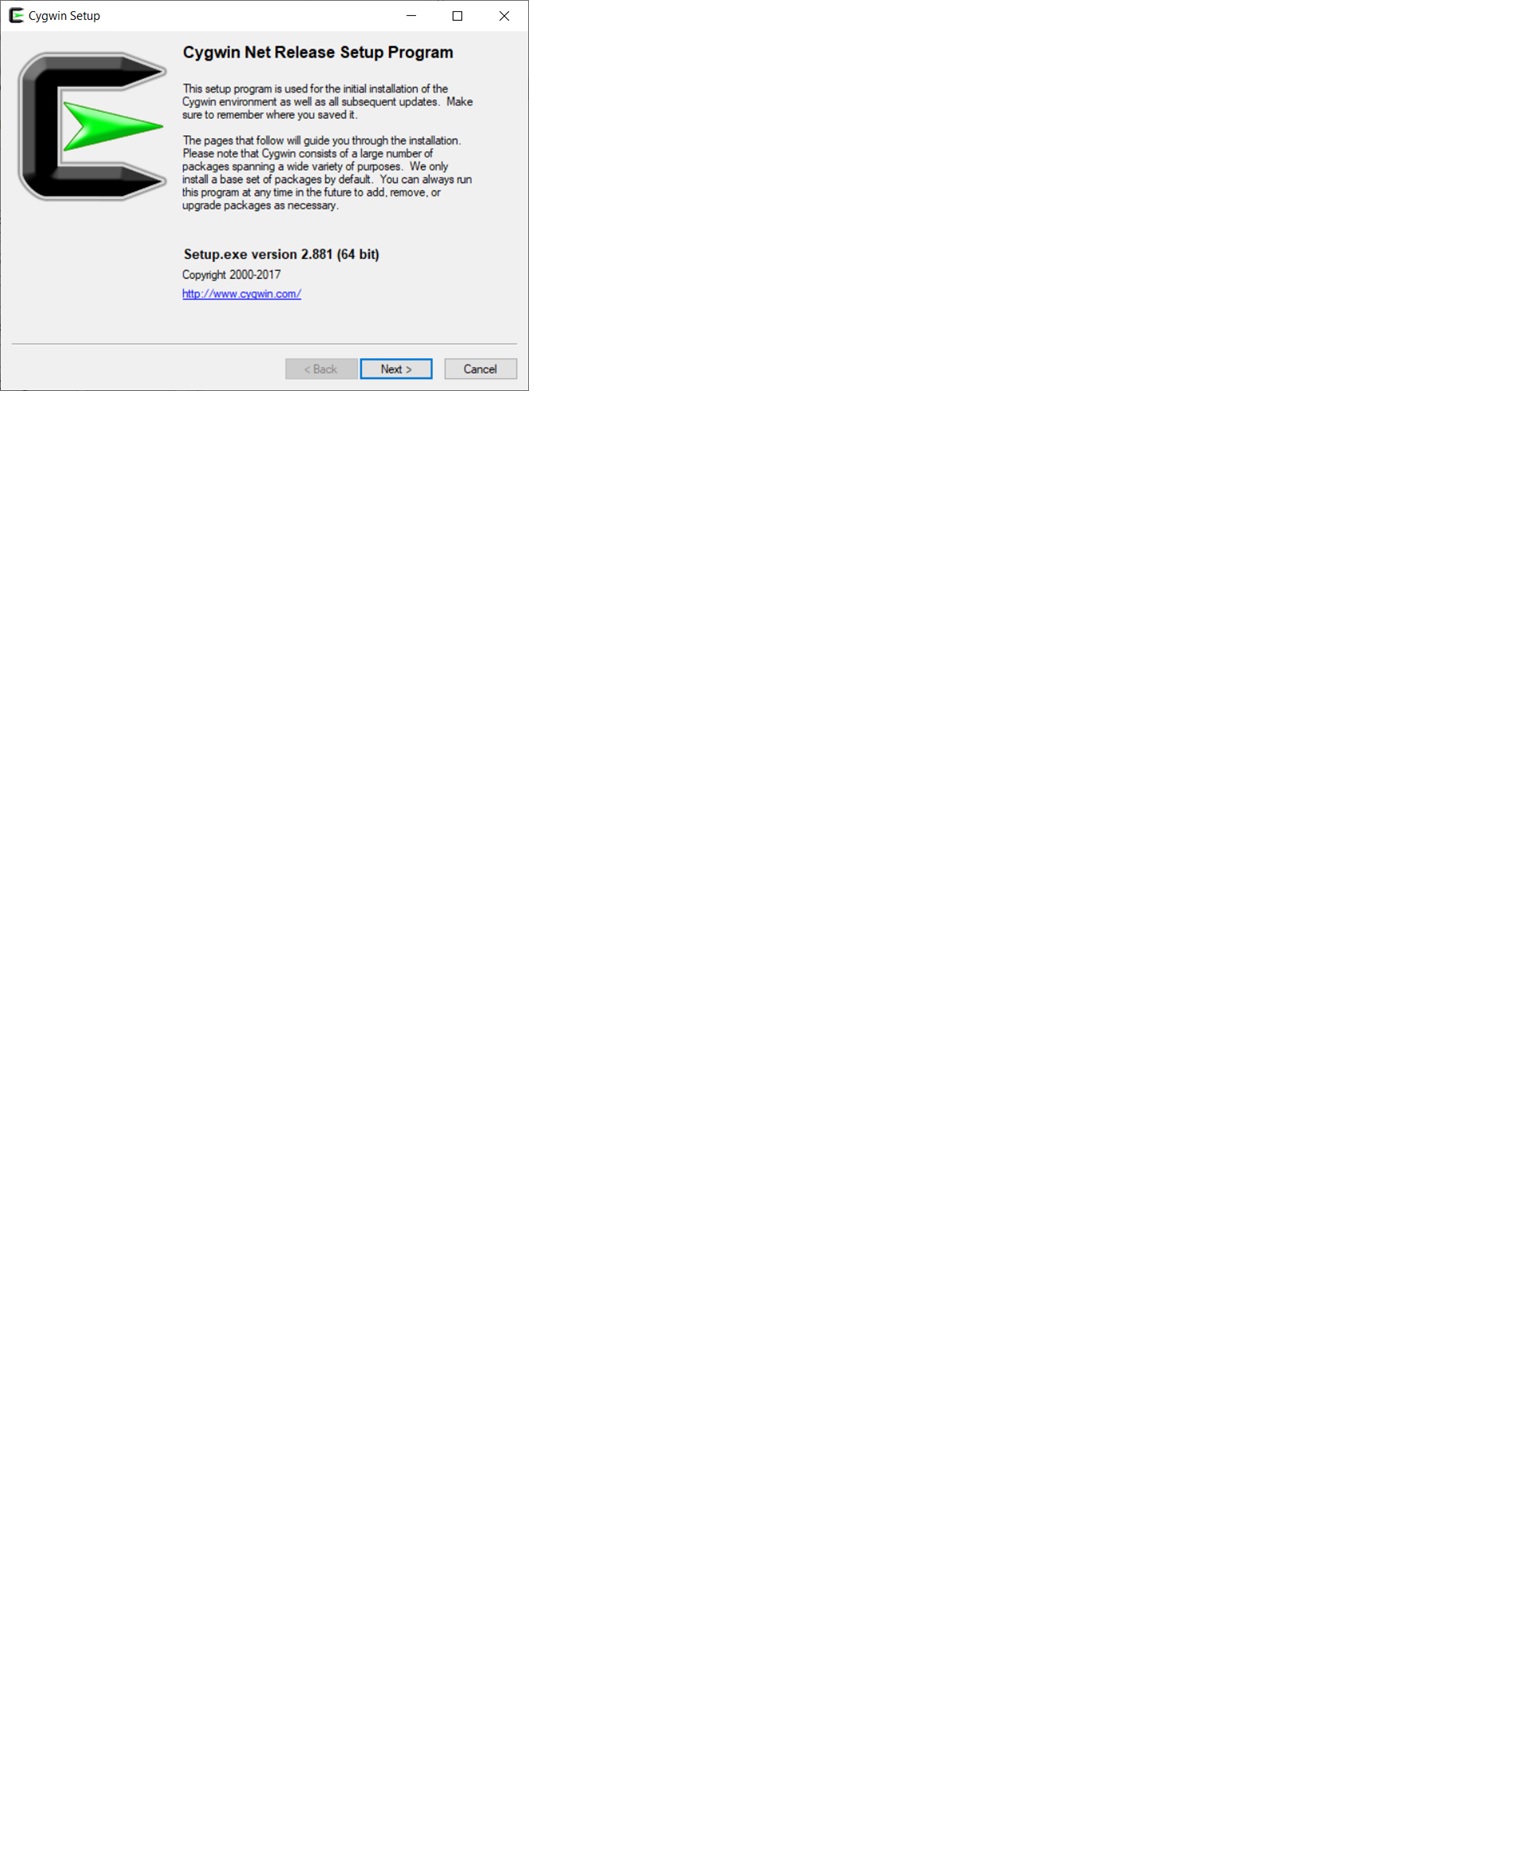 Cygwin Setup
Cygwin Net Release Setup Program
This setup program is used for the initial installation of the
Cygwin environment as well as all subsequent updates.  Make
sure to remember where you saved it.
The pages that follow will guide you through the installation.
Please note that Cygwin consists of a large number of
packages spanning a wide variety of purposes.  We only
install a base set of packages by default.  You can always run
this program at any time in the future to add, remove, or
upgrade packages as necessary.
Setup.exe version 2.881 (64 bit)
Copyright 2000-2017
http://www.cygwin.com/
< Back Next > Cancel